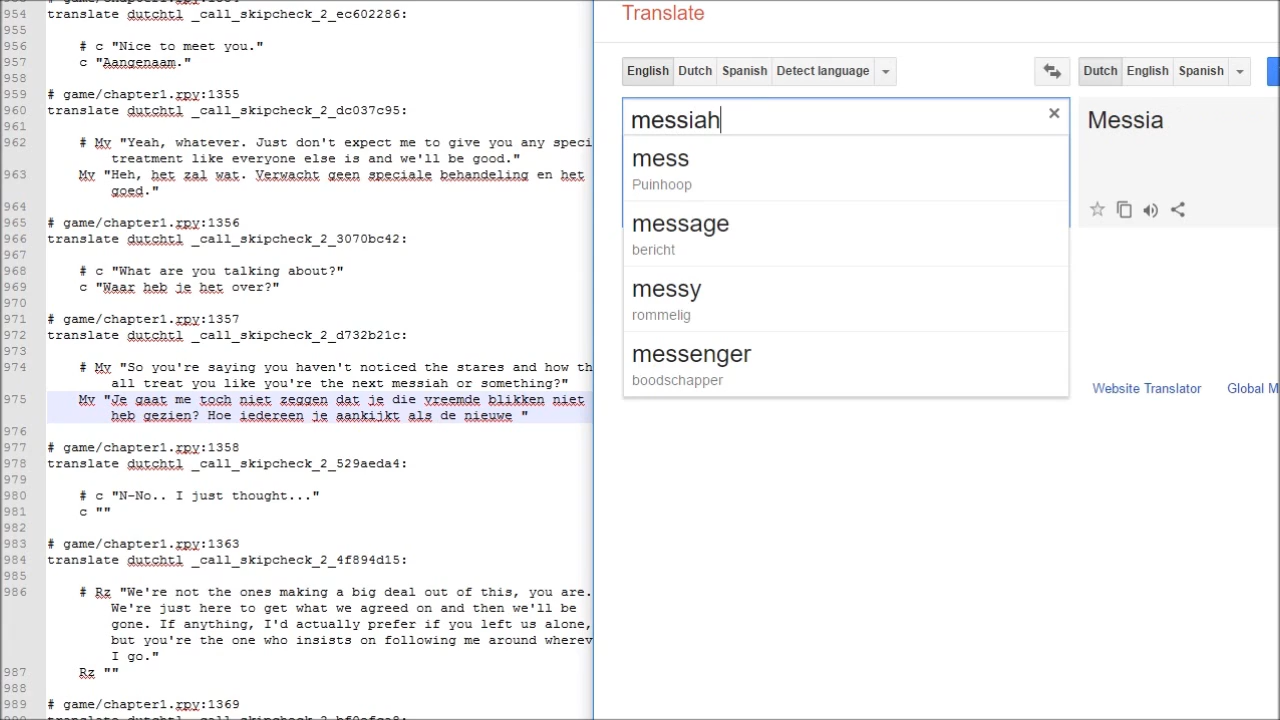 954 translate dutchtl _call_skipcheck_2_ec602286:
955
956 # c "Nice to meet you."
957 c "Aangenaam."
958
959 # game/chapter1.rpy:1355
960 translate dutchtl _call_skipcheck_2_dc037c95:
961
962 # My "Yeah, whatever. Just don't expect me to give you any speci
treatment like everyone else is and we'll be good."
963 My "Heh, het zal wat. Verwacht geen speciale behandeling en het
goed."
964
965 # game/chapter1.rpy:1356
966 translate dutchtl _call_skipcheck_2_3070bc42:
967
968 # c "What are you talking about?"
969 c "Waar heb je het over?"
970
971 # game/chapter1.rpy:1357
972 translate dutchtl _call_skipcheck_2_d732b21c:
973
974 # My "So you're saying you haven't noticed the stares and how th
all treat you like you're the next messiah or something?"
975 My "Je gaat me toch niet zeggen dat je die vreemde blikken niet
heb gezien? Hoe iedereen je aankijkt als de nieuwe "
976
977 # game/chapter1.rpy:1358
978 translate dutchtl _call_skipcheck_2_529aeda4:
979
980 # c "N-No.. I just thought..."
981 c ""
982
983 # game/chapter1.rpy:1363
984 translate dutchtl _call_skipcheck_2_4f894d15:
985
986 # Rz "We're not the ones making a big deal out of this, you are.
We're just here to get what we agreed on and then we'll be
gone. If anything, I'd actually prefer if you left us alone,
but you're the one who insists on following me around wherev
I go."
987 Rz ""
988
989 # game/chapter1.rpy:1369
Translate
English Dutch Spanish Detect language
Dutch English Spanish
messiah
Messia
mess
Puinhoop
message
bericht
messy
rommelig
messenger
boodschapper
Website Translator Global M